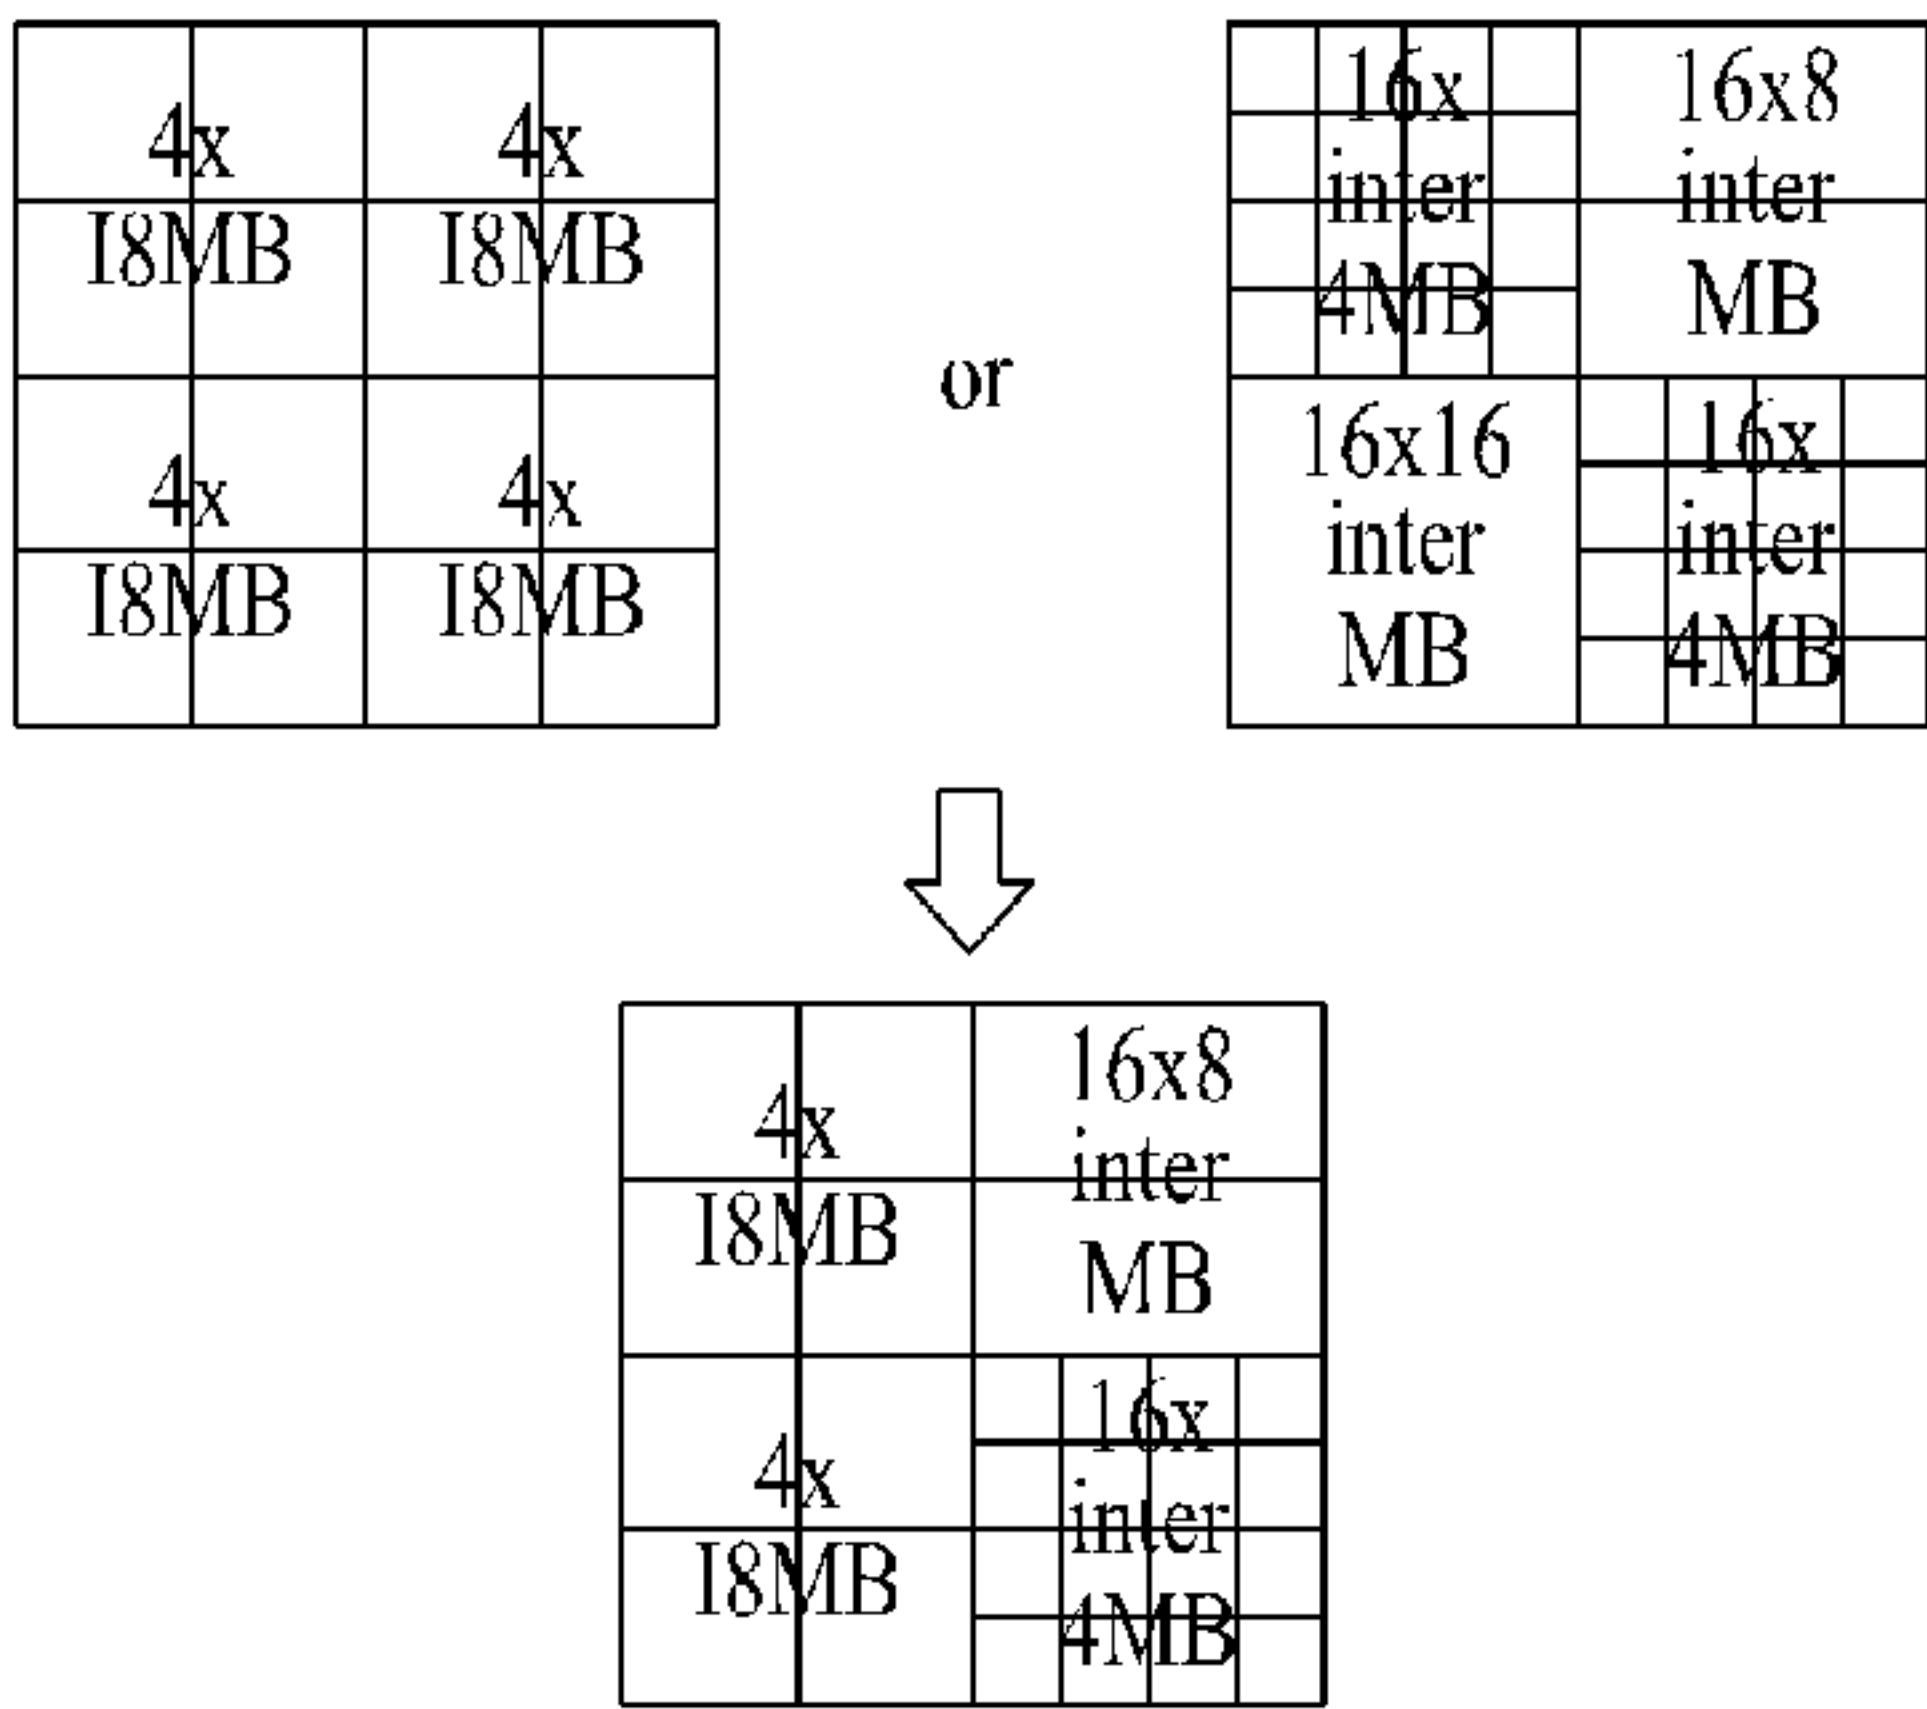 4x
I8MB
4x
I8MB
4x
I8MB
4x
I8MB
or
16x
inter
4MB
16x8
inter
MB
16x16
inter
MB
16x
inter
4MB
4x
I8MB
16x8
inter
MB
4x
I8MB
16x
inter
4MB